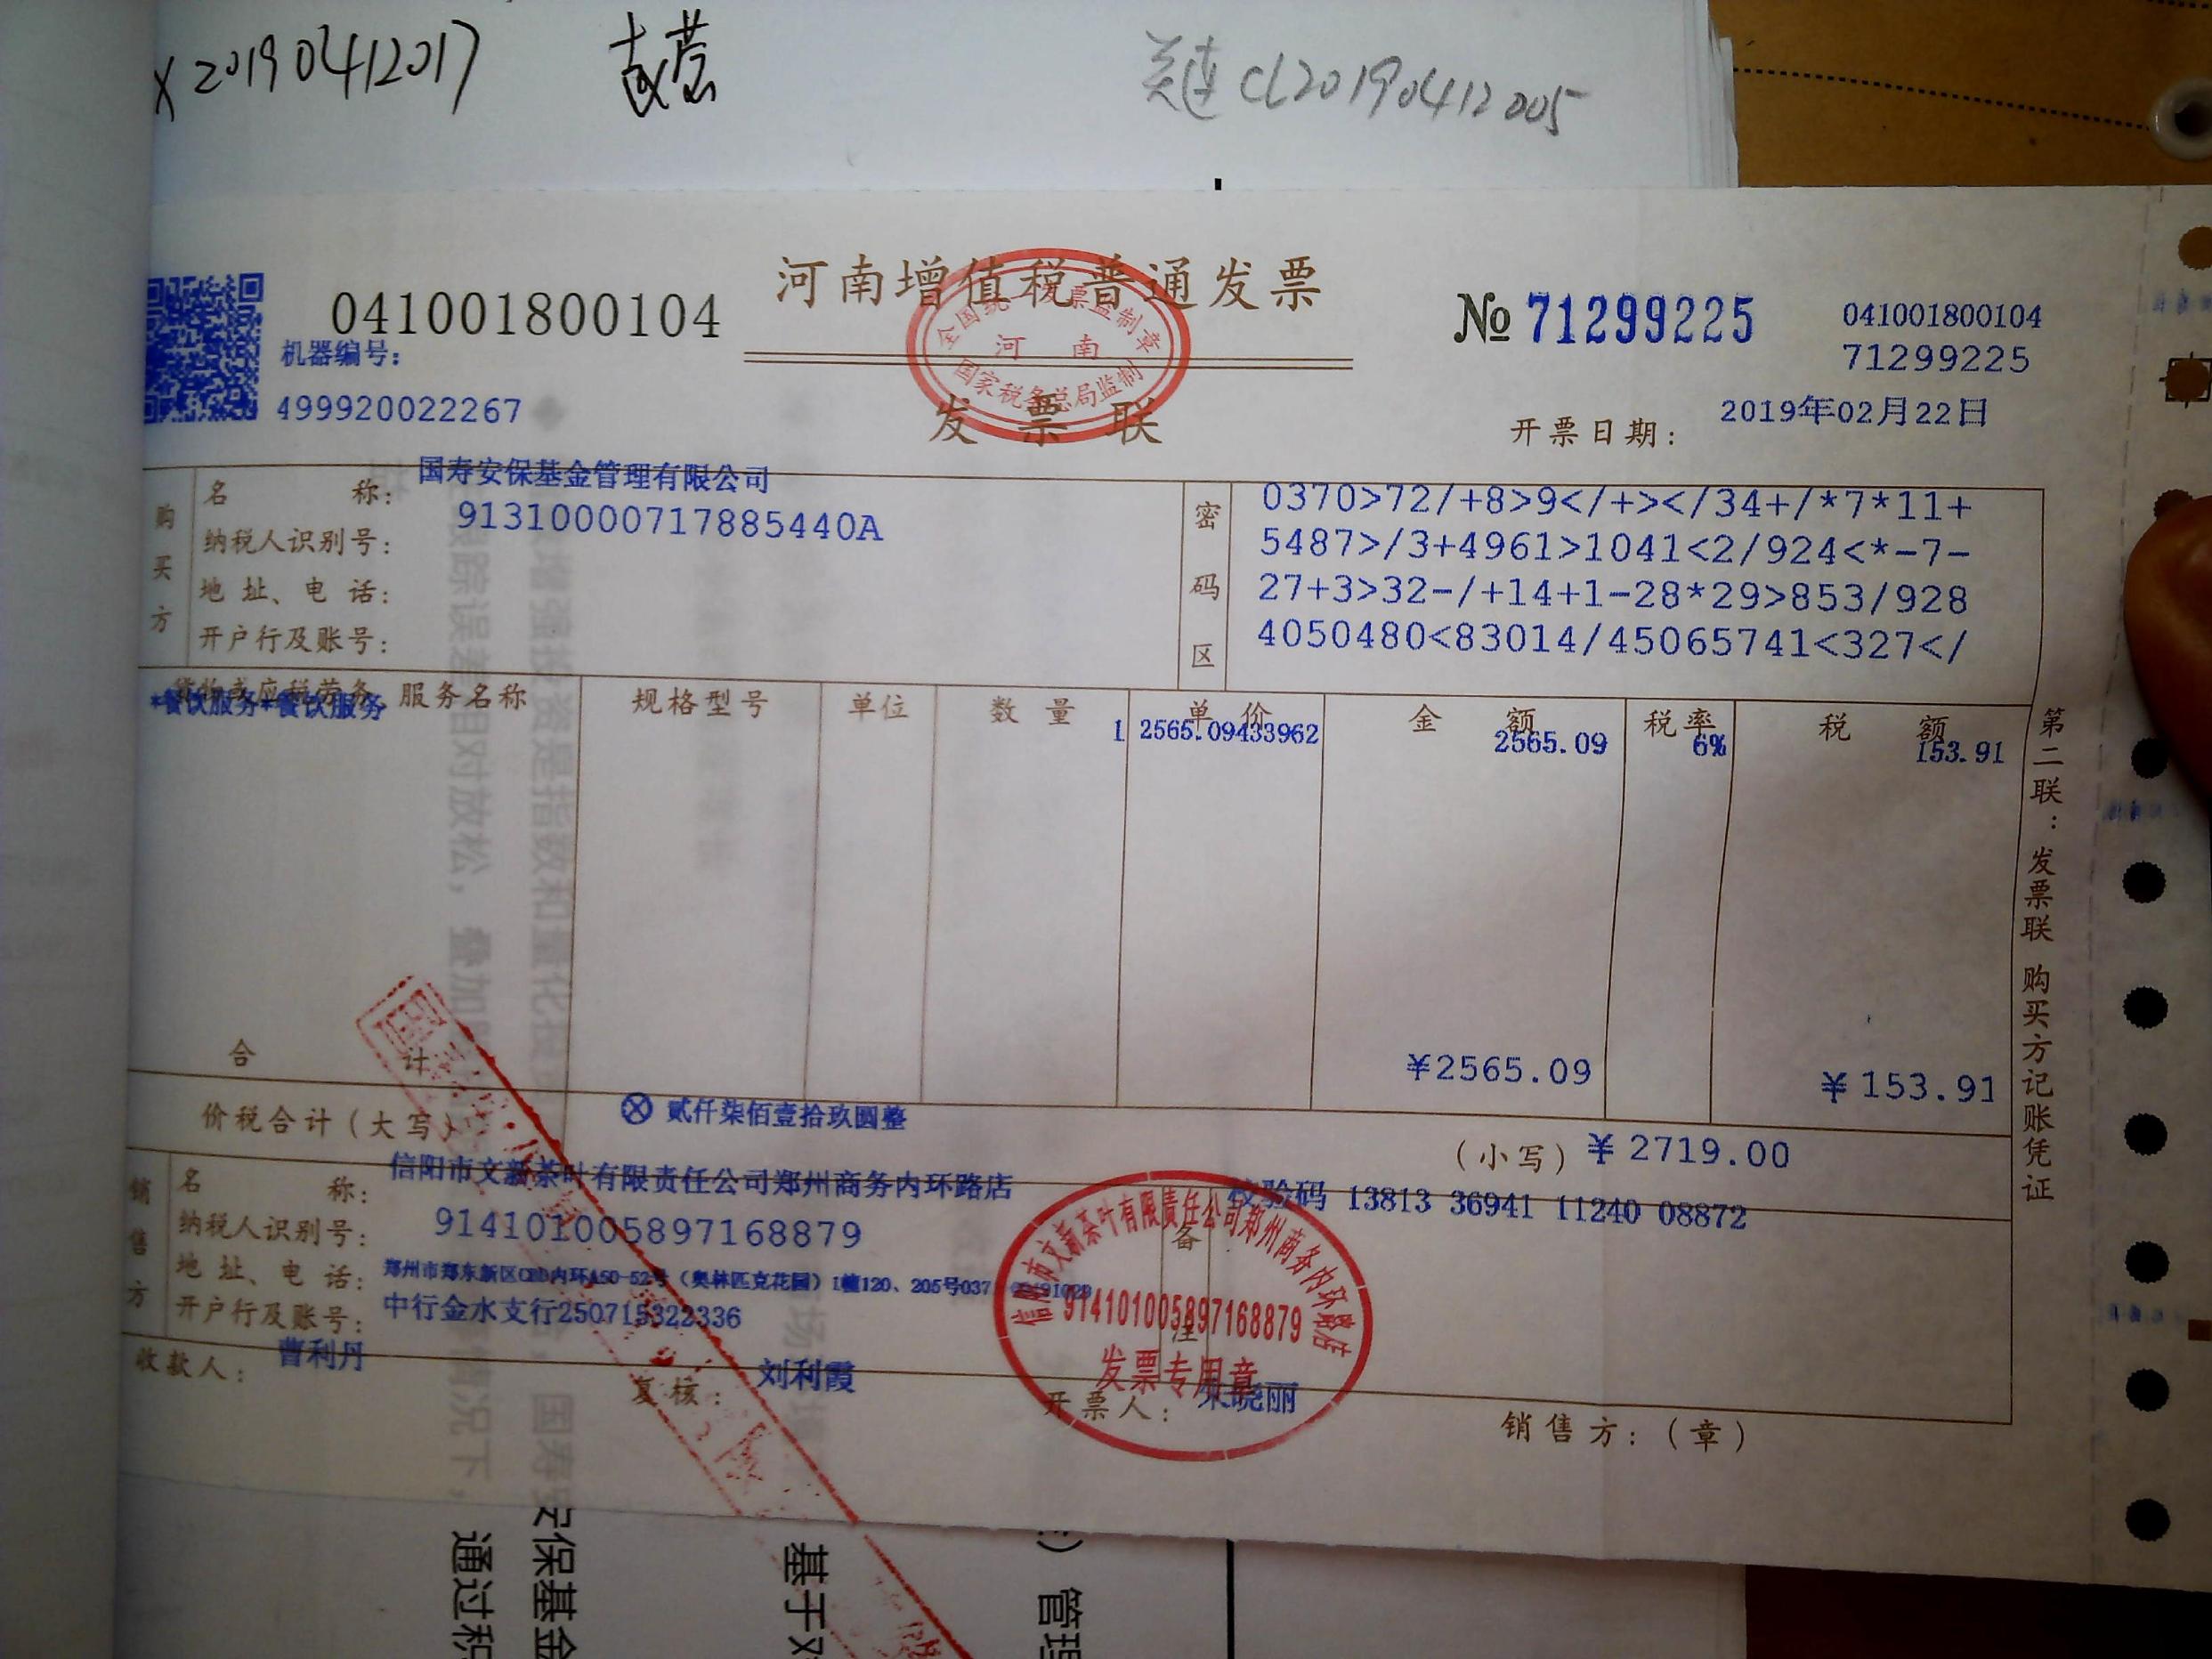 X20190412017
关连 CL20190412005
河南增值税普通发票
041001800104
№ 71299225
041001800104
71299225
机器编号:
499920022267
全国统一发票监制章
河 南
国家税务总局监制
发 票 联
开票日期: 2019年02月22日
购买方
名 称: 国寿安保基金管理有限公司
纳税人识别号: 91310000717885440A
地 址、电 话:
开户行及账号:
密码区
0370>72/+8>9</+></34+/*7*11+
5487>/3+4961>1041<2/924<*-7-
27+3>32-/+14+1-28*29>853/928
4050480<83014/45065741<327</
货物或应税劳务、服务名称 规格型号 单位 数 量 单 价 金 额 税率 税 额
*餐饮服务*餐饮服务 1 2565.09433962 2565.09 6% 153.91
合 计 ¥2565.09 ¥153.91
价税合计(大写) ⊗ 贰仟柒佰壹拾玖圆整 (小写) ¥2719.00
销售方
名 称: 信阳市文新茶叶有限责任公司郑州商务内环路店
纳税人识别号: 914101005897168879
地 址、电 话: 郑州市郑东新区CBD内环A50-52号(奥林匹克花园)1幢120、205号037
开户行及账号: 中行金水支行250715322336
备注
校验码 13813 36941 11240 08872
信阳市文新茶叶有限责任公司郑州商务内环路店
914101005897168879
发票专用章
收款人: 曹利丹
复核: 刘利霞
开票人: 晓丽
销售方:(章)
第二联:发票联 购买方记账凭证
安保基金
通过积
基于对
管理